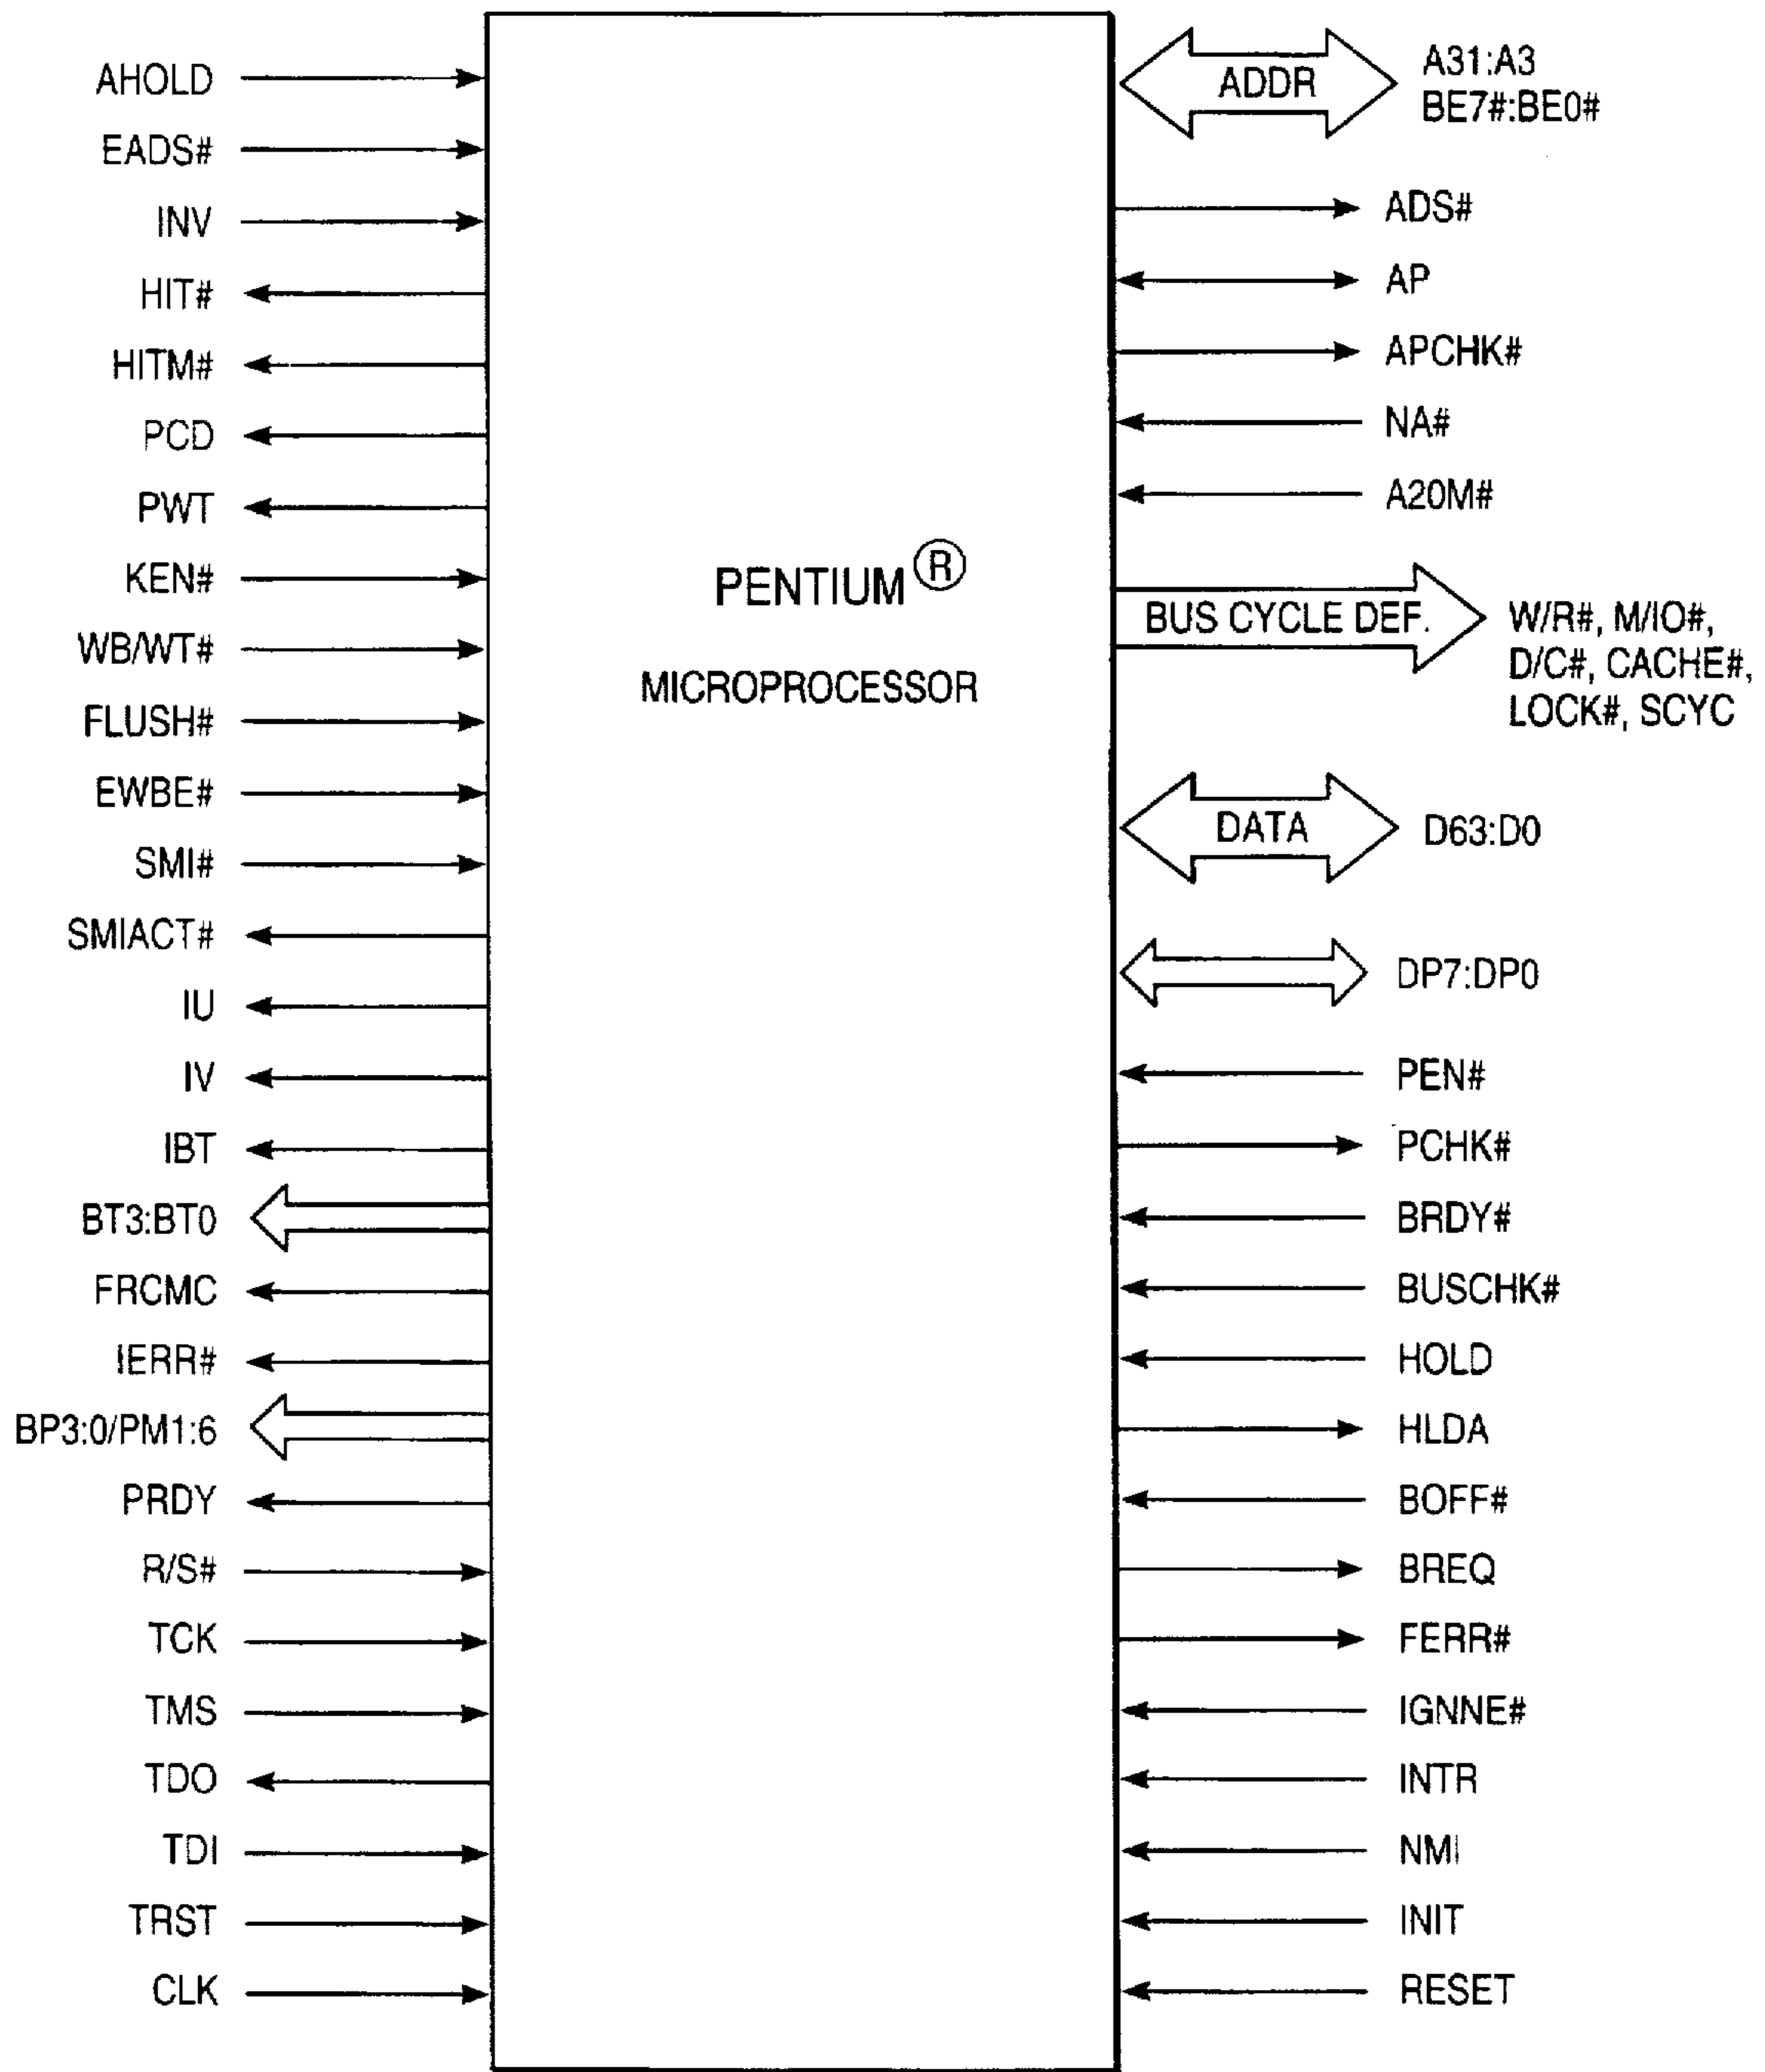 AHOLD
EADS#
INV
HIT#
HITM#
PCD
PWT
KEN#
WB/WT#
FLUSH#
EWBE#
SMI#
SMIACT#
IU
IV
IBT
BT3:BT0
FRCMC
IERR#
BP3:0/PM1:6
PRDY
R/S#
TCK
TMS
TDO
TDI
TRST
CLK
PENTIUM®
MICROPROCESSOR
ADDR
A31:A3
BE7#:BE0#
ADS#
AP
APCHK#
NA#
A20M#
BUS CYCLE DEF.
W/R#, M/IO#,
D/C#, CACHE#,
LOCK#, SCYC
DATA
D63:D0
DP7:DP0
PEN#
PCHK#
BRDY#
BUSCHK#
HOLD
HLDA
BOFF#
BREQ
FERR#
IGNNE#
INTR
NMI
INIT
RESET